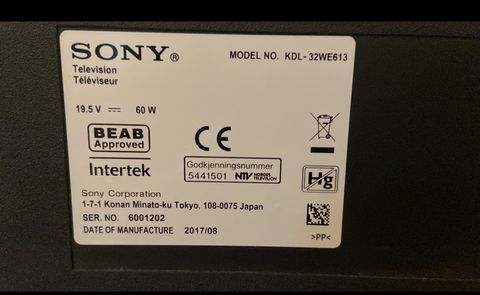 SONY®
MODEL NO. KDL-32WE613
Television
Téléviseur
19.5 V ⎓ 60 W
BEAB
Approved
CE
Intertek
Godkjenningsnummer
5441501 NTV NORGES TELEVISJON
Hg
Sony Corporation
1-7-1 Konan Minato-ku Tokyo, 108-0075 Japan
SER. NO. 6001202
DATE OF MANUFACTURE 2017/08
>PP<